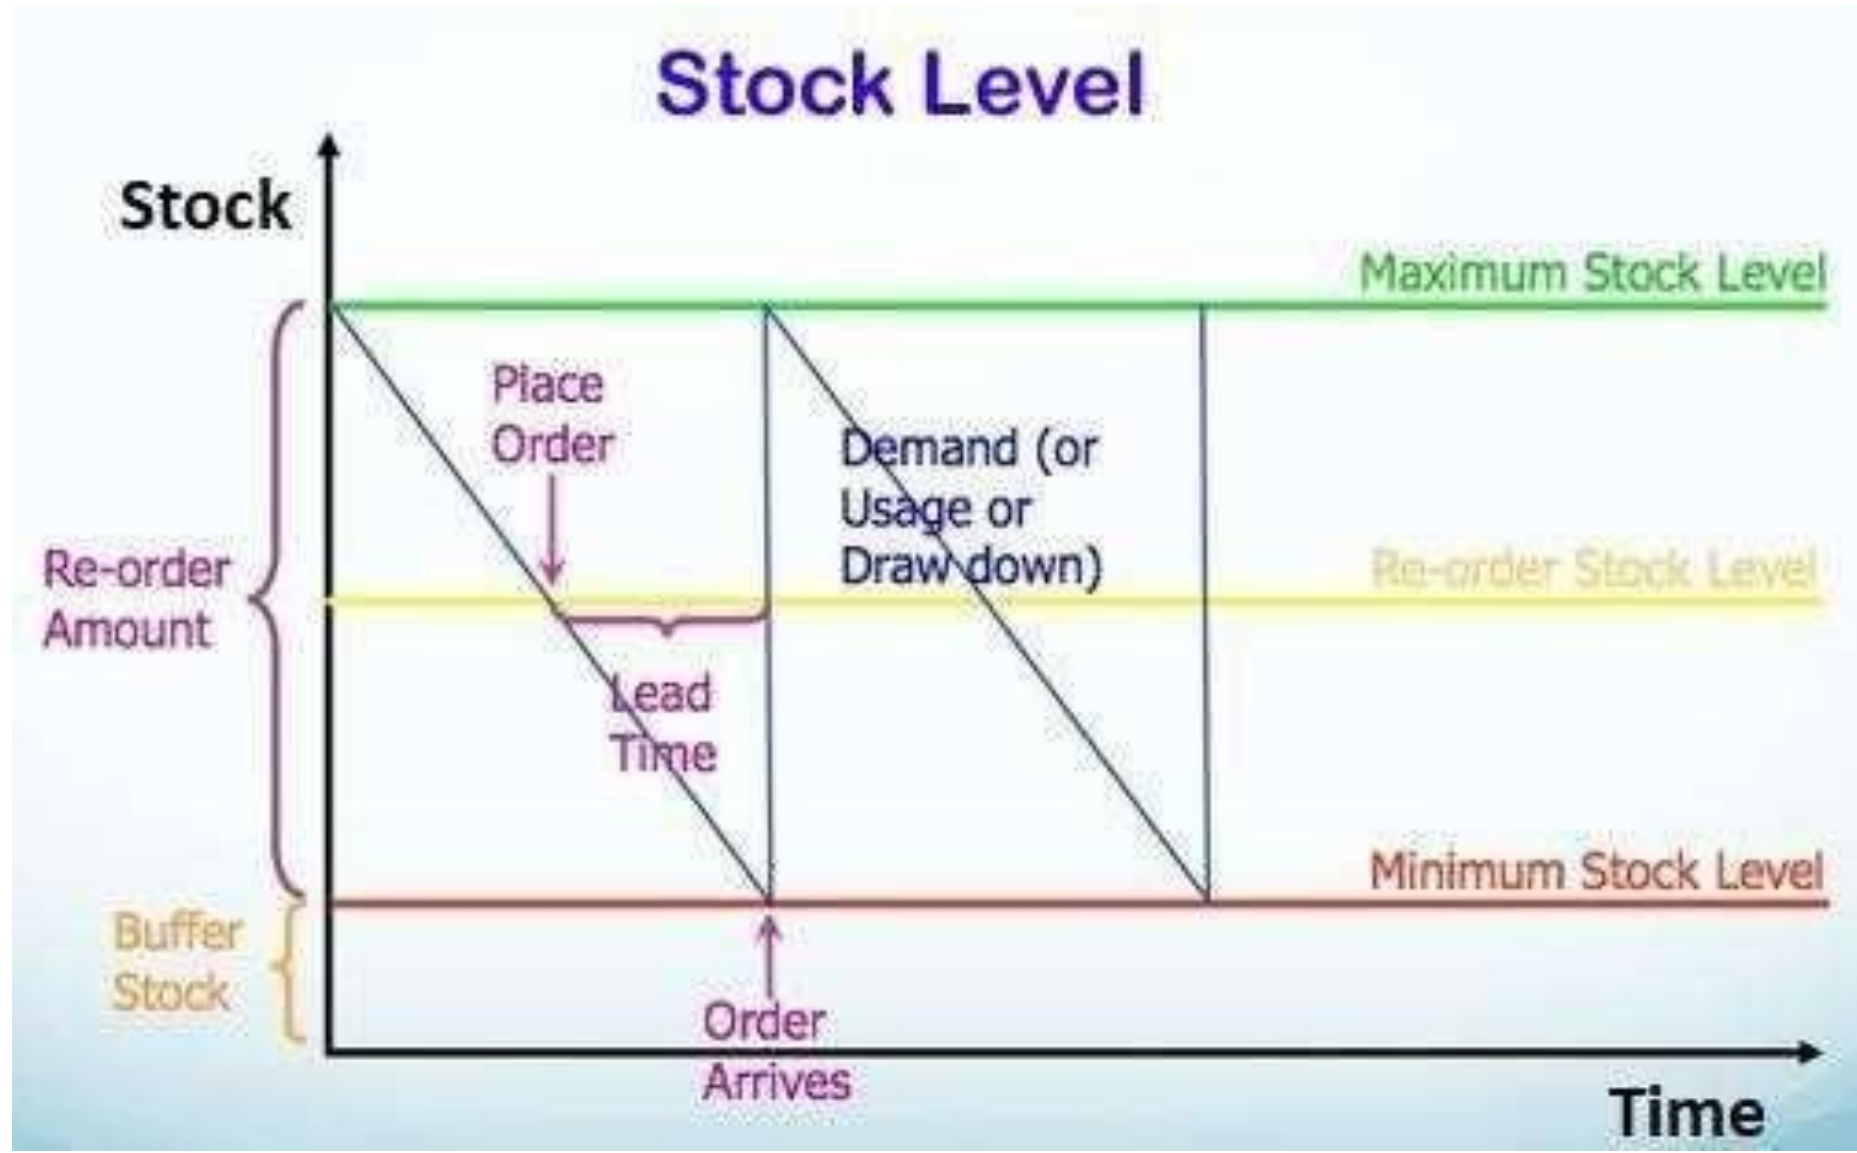 Stock Level
Stock
Maximum Stock Level
Place
Order
Demand (or
Usage or
Draw down)
Re-order
Amount
Re-order Stock Level
Lead
Time
Minimum Stock Level
Buffer
Stock
Order
Arrives
Time